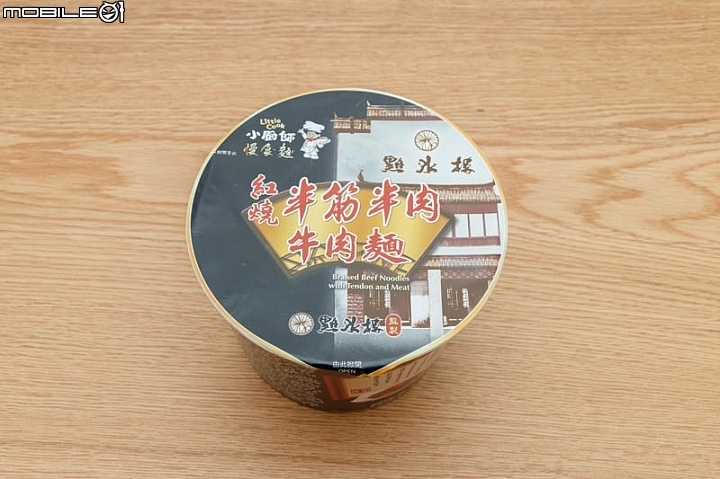 MOBILE01
Little Cook
小廚師
慢食麵
點水樓
紅燒
半筋半肉
牛肉麵
Braised Beef Noodles
with Tendon and Meat
點水樓
監製
由此掀開
OPEN